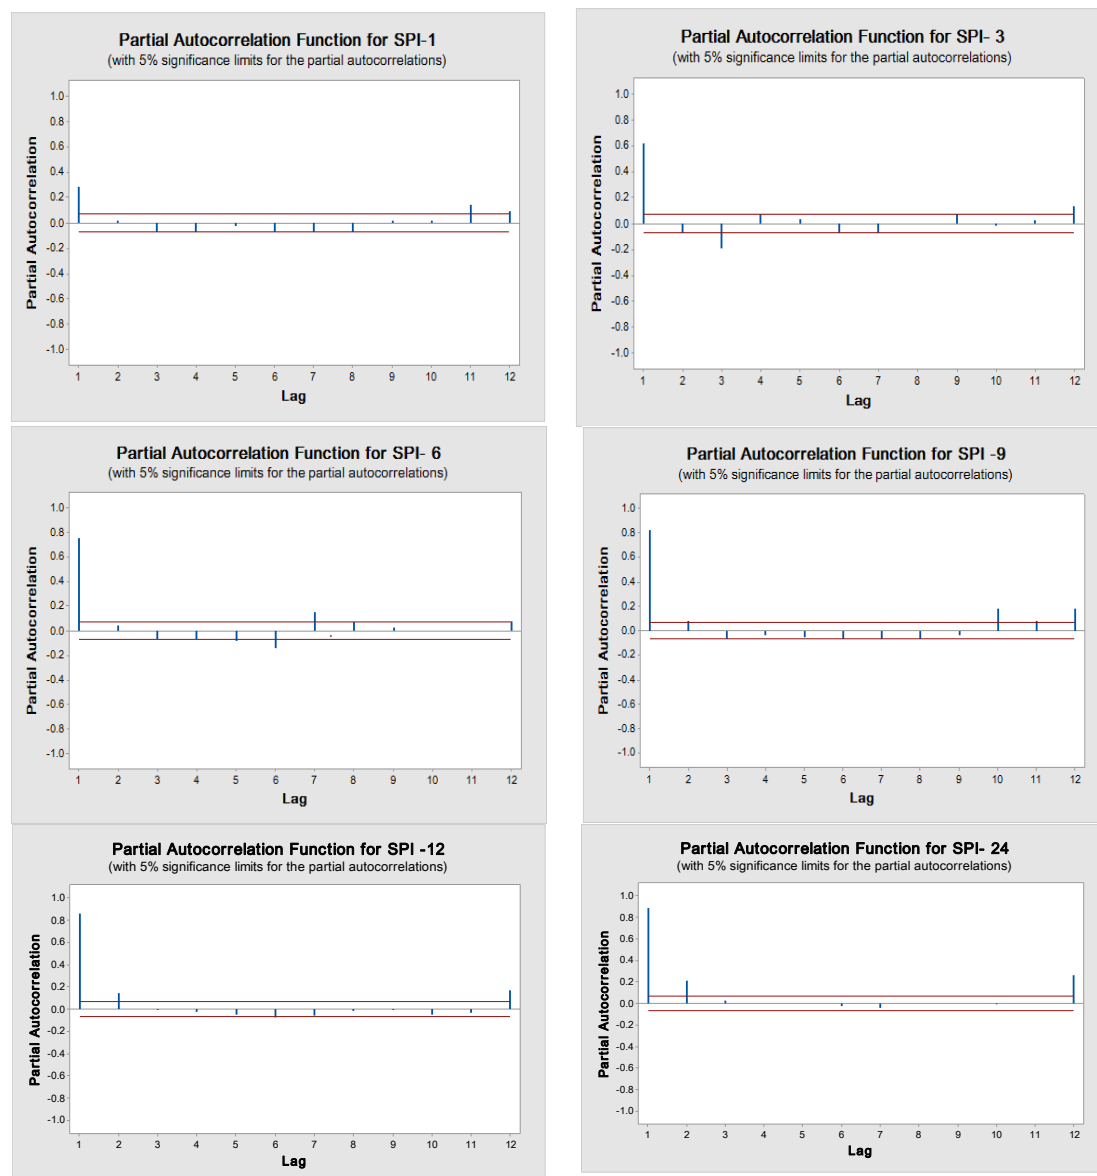 Partial Autocorrelation Function for SPI-1
(with 5% significance limits for the partial autocorrelations)
Partial Autocorrelation
1.0
0.8
0.6
0.4
0.2
0.0
-0.2
-0.4
-0.6
-0.8
-1.0
1 2 3 4 5 6 7 8 9 10 11 12
Lag
Partial Autocorrelation Function for SPI- 3
(with 5% significance limits for the partial autocorrelations)
Partial Autocorrelation
1.0
0.8
0.6
0.4
0.2
0.0
-0.2
-0.4
-0.6
-0.8
-1.0
1 2 3 4 5 6 7 8 9 10 11 12
Lag
Partial Autocorrelation Function for SPI- 6
(with 5% significance limits for the partial autocorrelations)
Partial Autocorrelation
1.0
0.8
0.6
0.4
0.2
0.0
-0.2
-0.4
-0.6
-0.8
-1.0
1 2 3 4 5 6 7 8 9 10 11 12
Lag
Partial Autocorrelation Function for SPI -9
(with 5% significance limits for the partial autocorrelations)
Partial Autocorrelation
1.0
0.8
0.6
0.4
0.2
0.0
-0.2
-0.4
-0.6
-0.8
-1.0
1 2 3 4 5 6 7 8 9 10 11 12
Lag
Partial Autocorrelation Function for SPI -12
(with 5% significance limits for the partial autocorrelations)
Partial Autocorrelation
1.0
0.8
0.6
0.4
0.2
0.0
-0.2
-0.4
-0.6
-0.8
-1.0
1 2 3 4 5 6 7 8 9 10 11 12
Lag
Partial Autocorrelation Function for SPI- 24
(with 5% significance limits for the partial autocorrelations)
Partial Autocorrelation
1.0
0.8
0.6
0.4
0.2
0.0
-0.2
-0.4
-0.6
-0.8
-1.0
1 2 3 4 5 6 7 8 9 10 11 12
Lag